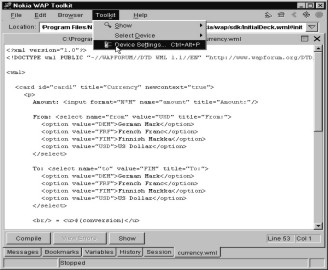 Nokia WAP Toolkit
File Edit Browser Toolkit Help
Location Program Files
Show
Select Device
Device Settings... Ctrl+Alt+P
/wap/sdk/InitialDeck.wml#init
C:\Program
currency.wml
<?xml version="1.0"?>
<!DOCTYPE wml PUBLIC "-//WAPFORUM//DTD WML 1.1//EN" "http://www.wapforum.org/DTD
<wml>
<card id="card1" title="Currency" newcontext="true">
<p>
Amount: <input format="N*N" name="amount" title="Amount:"/>
From: <select name="from" value="USD" title="From:">
<option value="DEM">German Mark</option>
<option value="FRF">French Franc</option>
<option value="FIM">Finnish Markka</option>
<option value="USD">US Dollar</option>
</select>
To: <select name="to" value="FIM" title="To:">
<option value="DEM">German Mark</option>
<option value="FRF">French Franc</option>
<option value="FIM">Finnish Markka</option>
<option value="USD">US Dollar</option>
</select>
<br/> = <u>$(conversion)</u>
Compile Show Line 53 Col 1
Messages Bookmarks Variables History Session currency.wml
Stopped